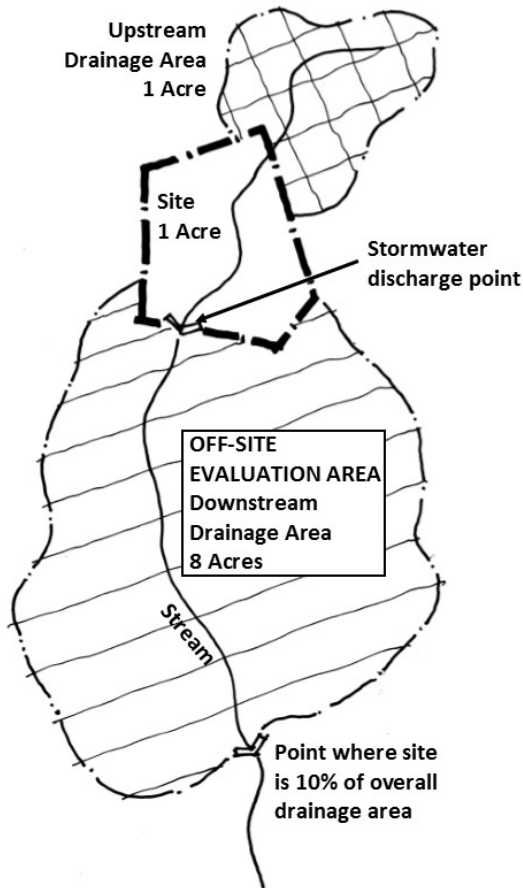 Upstream
Drainage Area
1 Acre
Site
1 Acre
Stormwater
discharge point
OFF-SITE
EVALUATION AREA
Downstream
Drainage Area
8 Acres
Stream
Point where site
is 10% of overall
drainage area